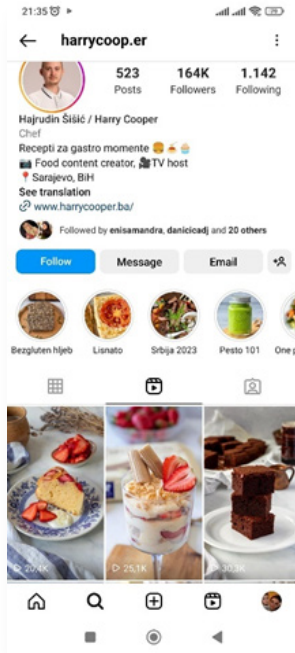 21:35
harrycoop.er
523 164K 1.142
Posts Followers Following
Hajrudin Šišić / Harry Cooper
Chef
Recepti za gastro momente
Food content creator, TV host
Sarajevo, BiH
See translation
www.harrycooper.ba/
Followed by enisamandra, danicicadj and 20 others
Follow Message Email
Bezgluten hljeb Lisnato Srbija 2023 Pesto 101 One p
20,4K 25,1K 30,3K